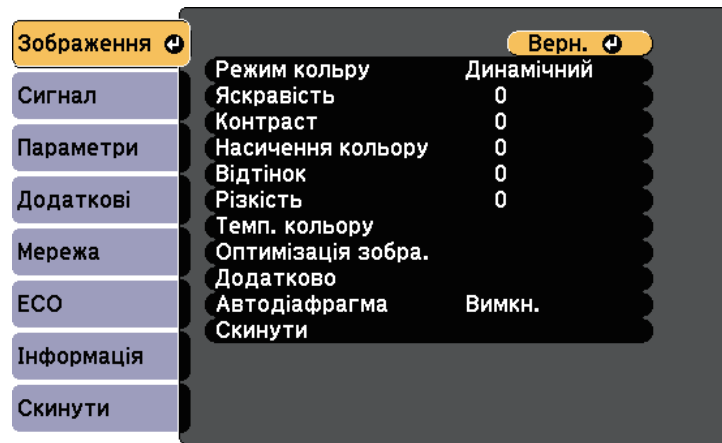 Зображення
Сигнал
Параметри
Додаткові
Мережа
ECO
Інформація
Скинути
Верн.
Режим кольру Динамічний
Яскравість 0
Контраст 0
Насичення кольору 0
Відтінок 0
Різкість 0
Темп. кольору
Оптимізація зобра.
Додатково
Автодіафрагма Вимкн.
Скинути